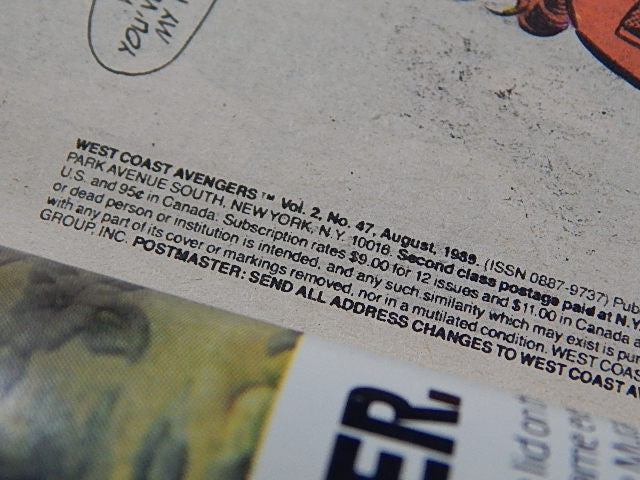 YOU A
MY
WEST COAST AVENGERS™ Vol. 2, No. 47, August, 1989. (ISSN 0887-9737) Pub
PARK AVENUE SOUTH, NEW YORK, N.Y. 10016. Second class postage paid at N.Y.
U.S. and 95¢ in Canada. Subscription rates $9.00 for 12 issues and $11.00 in Canada a
or dead person or institution is intended, and any such similarity which may exist is pu
with any part of its cover or markings removed, nor in a mutilated condition. WEST COAS
GROUP, INC. POSTMASTER: SEND ALL ADDRESS CHANGES TO WEST COAST AV
ER.